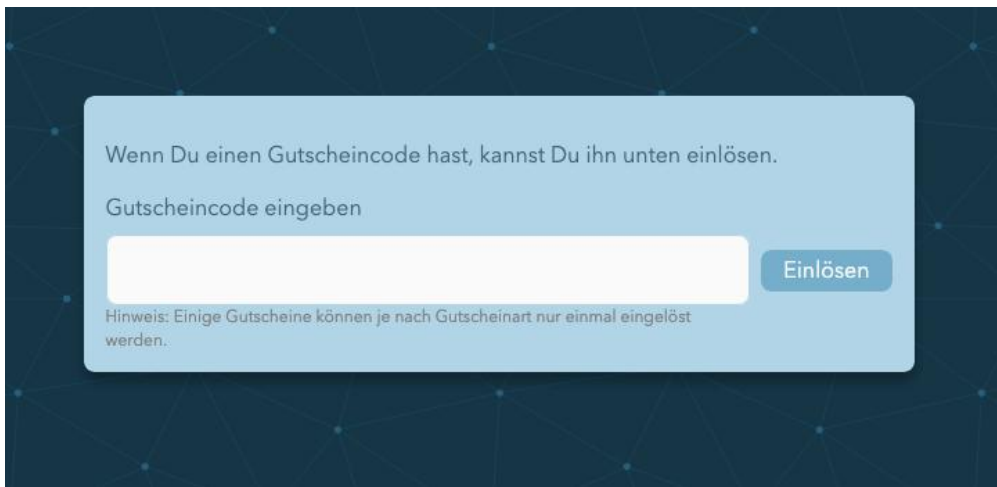 Wenn Du einen Gutscheincode hast, kannst Du ihn unten einlösen.
Gutscheincode eingeben
Einlösen
Hinweis: Einige Gutscheine können je nach Gutscheinart nur einmal eingelöst
werden.